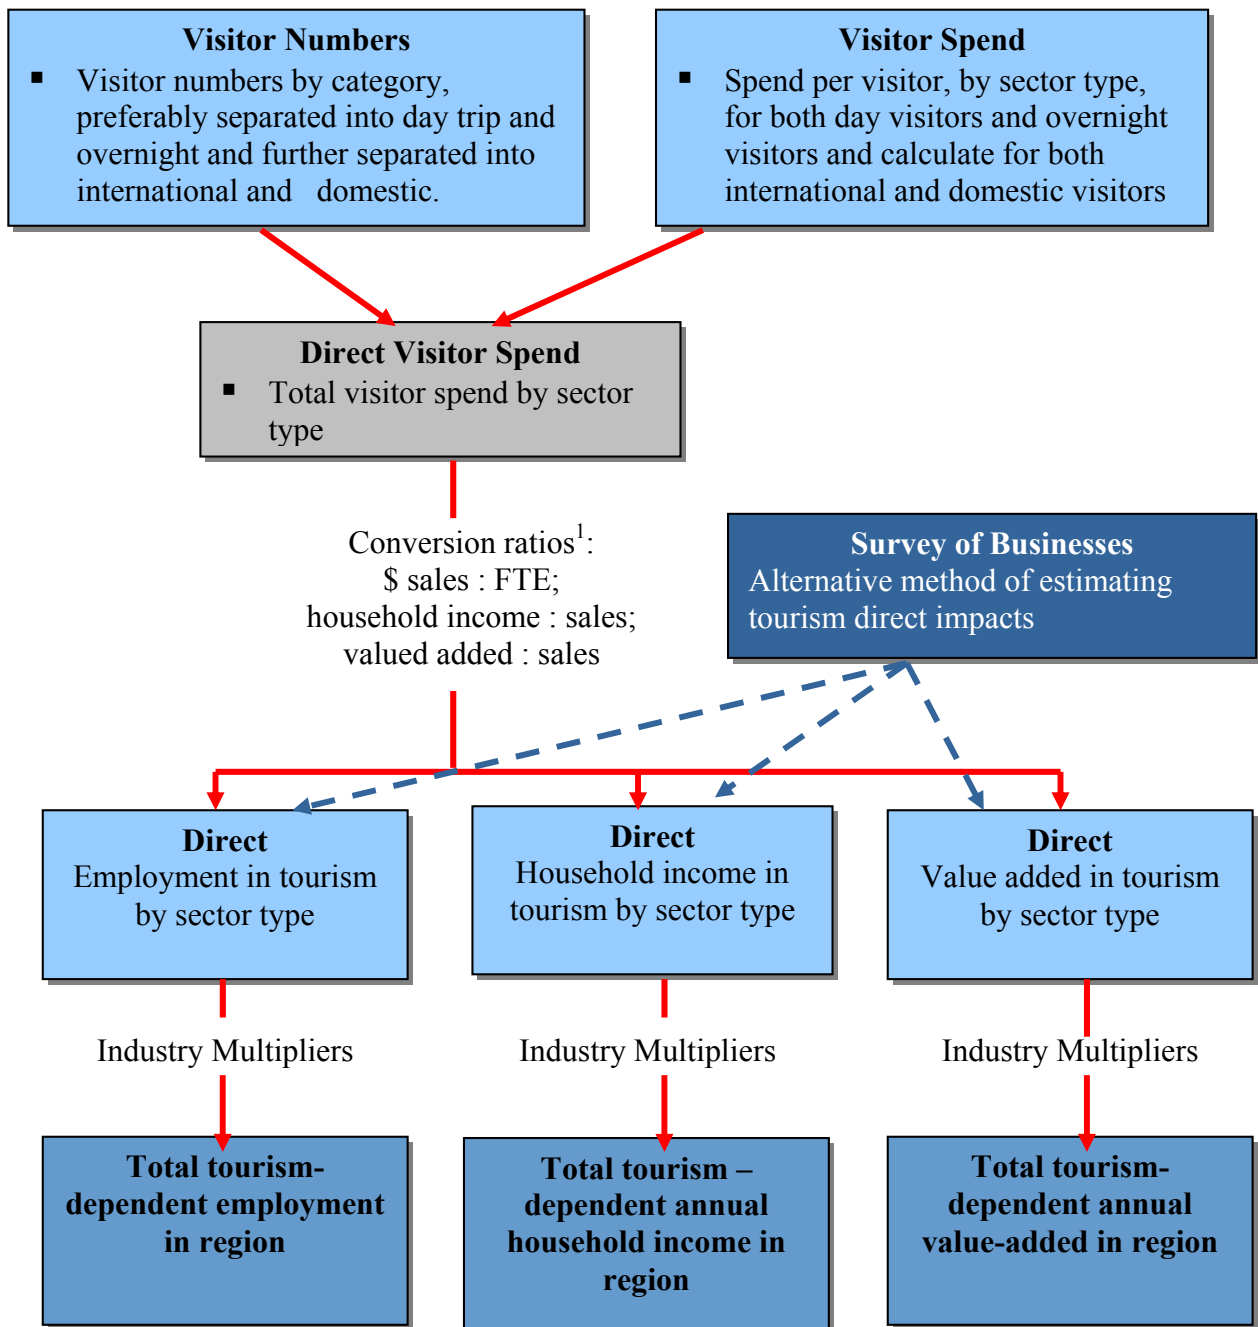 Visitor Numbers
▪ Visitor numbers by category,
preferably separated into day trip and
overnight and further separated into
international and domestic.
Visitor Spend
▪ Spend per visitor, by sector type,
for both day visitors and overnight
visitors and calculate for both
international and domestic visitors
Direct Visitor Spend
▪ Total visitor spend by sector
type
Conversion ratios¹:
$ sales : FTE;
household income : sales;
valued added : sales
Survey of Businesses
Alternative method of estimating
tourism direct impacts
Direct
Employment in tourism
by sector type
Direct
Household income in
tourism by sector type
Direct
Value added in tourism
by sector type
Industry Multipliers
Industry Multipliers
Industry Multipliers
Total tourism-
dependent employment
in region
Total tourism –
dependent annual
household income in
region
Total tourism-
dependent annual
value-added in region